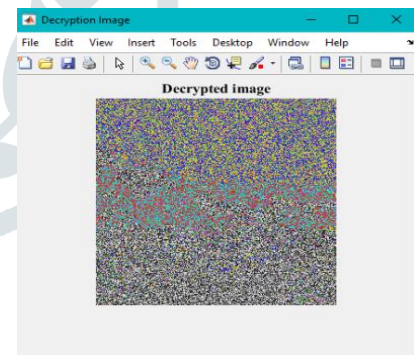 Decryption Image
File Edit View Insert Tools Desktop Window Help
Decrypted image